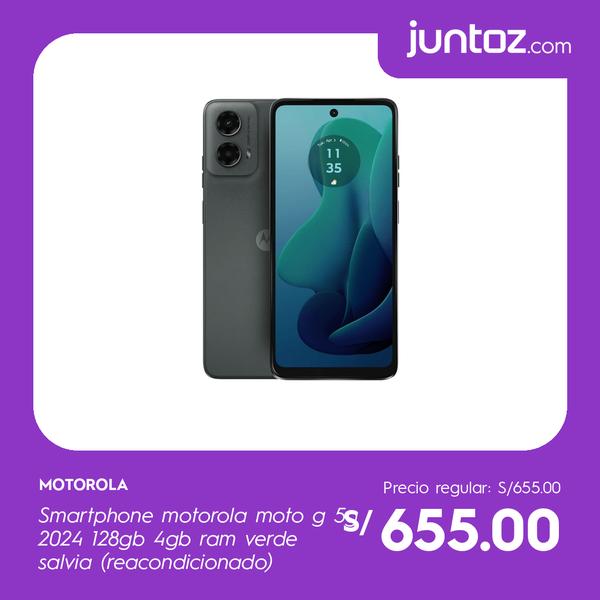 juntoz.com
11
35
MOTOROLA
Smartphone motorola moto g 5g
2024 128gb 4gb ram verde
salvia (reacondicionado)
Precio regular: S/655.00
S/ 655.00